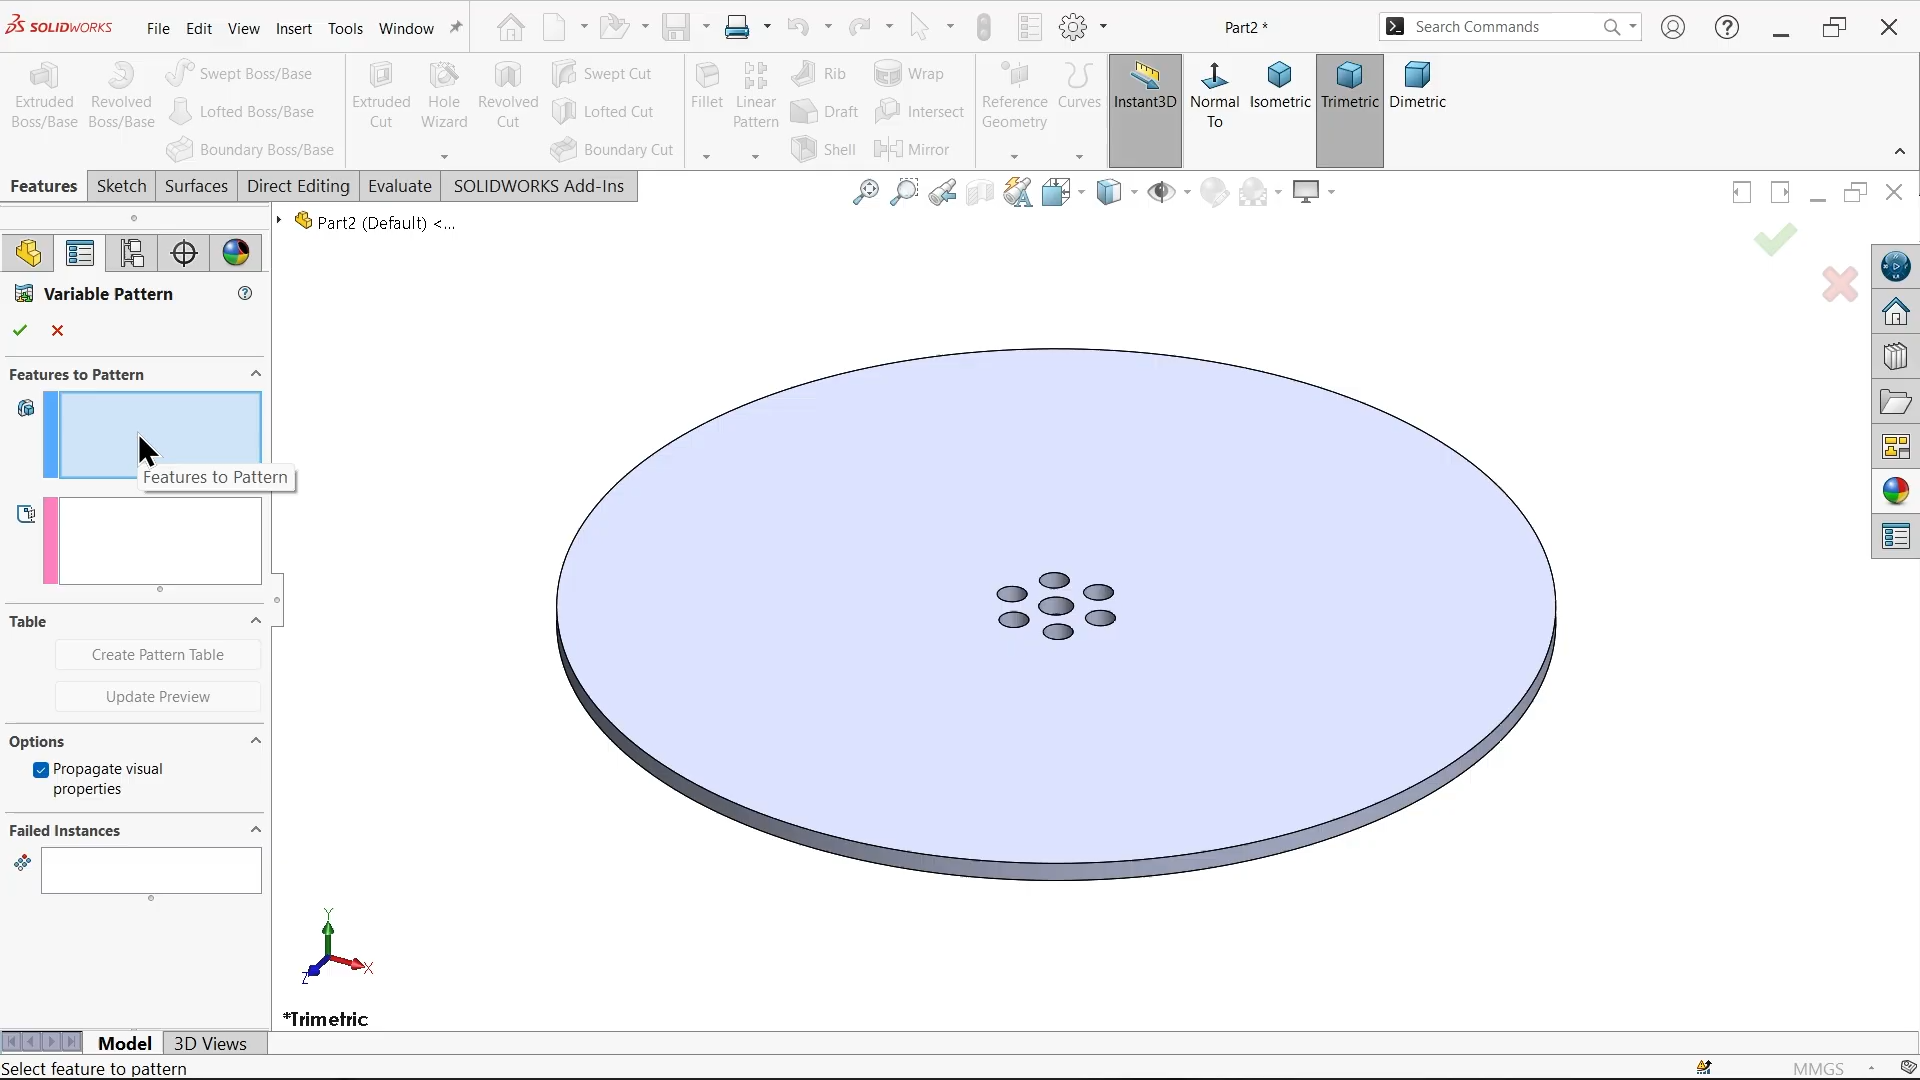 SOLIDWORKS
File Edit View Insert Tools Window
Part2 *
Search Commands
Extruded Boss/Base
Revolved Boss/Base
Swept Boss/Base
Lofted Boss/Base
Boundary Boss/Base
Extruded Cut
Hole Wizard
Revolved Cut
Swept Cut
Lofted Cut
Boundary Cut
Fillet
Linear Pattern
Rib
Draft
Shell
Wrap
Intersect
Mirror
Reference Geometry
Curves
Instant3D
Normal To
Isometric
Trimetric
Dimetric
Features Sketch Surfaces Direct Editing Evaluate SOLIDWORKS Add-Ins
Part2 (Default) <...
Variable Pattern
Features to Pattern
Features to Pattern
Table
Create Pattern Table
Update Preview
Options
Propagate visual
properties
Failed Instances
Y
X
Z
*Trimetric
Model 3D Views
Select feature to pattern
MMGS